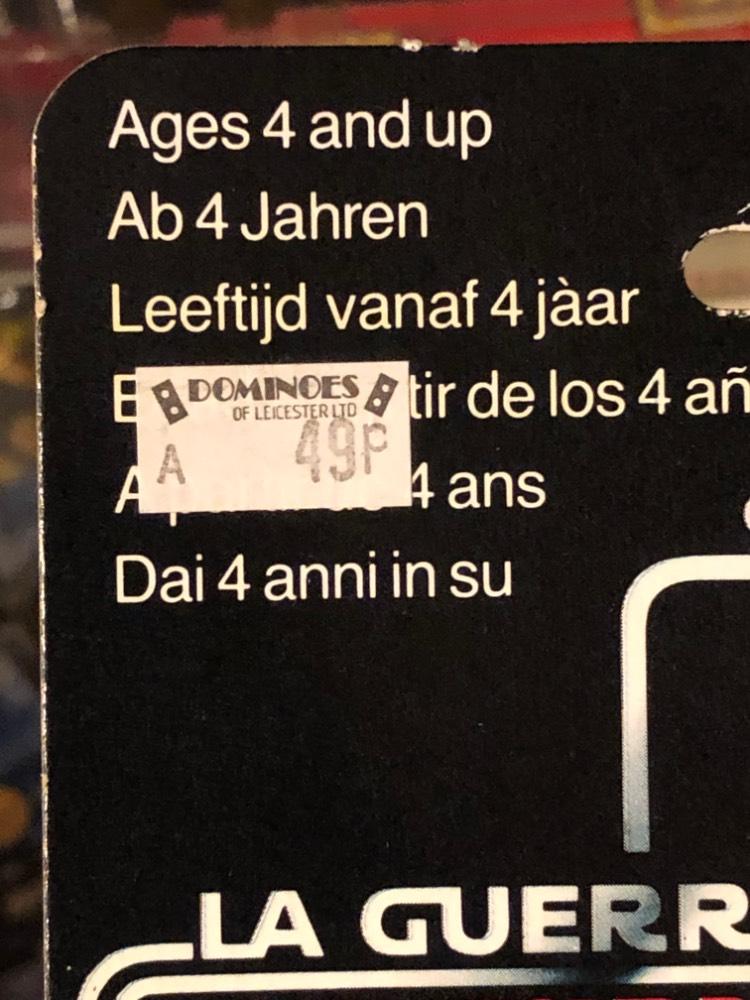 Ages 4 and up
Ab 4 Jahren
Leeftijd vanaf 4 jàar
E tir de los 4 añ
DOMINOES
OF LEICESTER LTD
A 49P
A 4 ans
Dai 4 anni in su
LA GUERR